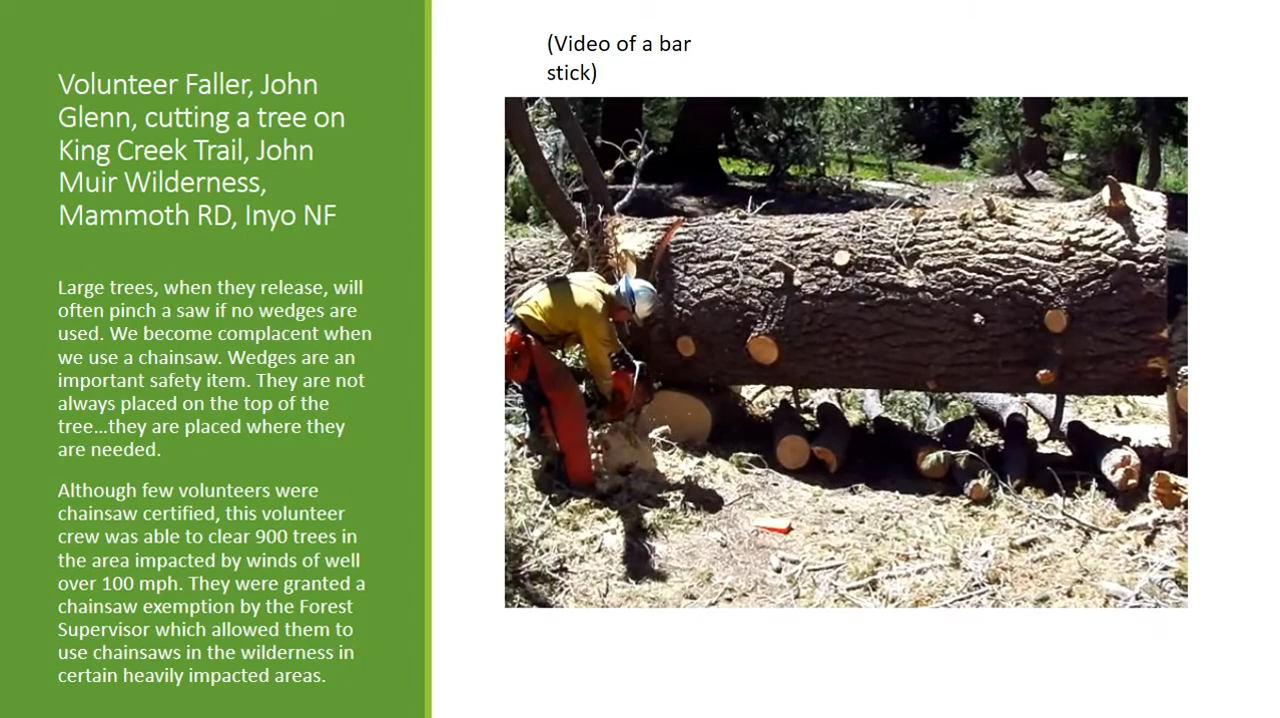 Volunteer Faller, John
Glenn, cutting a tree on
King Creek Trail, John
Muir Wilderness,
Mammoth RD, Inyo NF
Large trees, when they release, will
often pinch a saw if no wedges are
used. We become complacent when
we use a chainsaw. Wedges are an
important safety item. They are not
always placed on the top of the
tree…they are placed where they
are needed.
Although few volunteers were
chainsaw certified, this volunteer
crew was able to clear 900 trees in
the area impacted by winds of well
over 100 mph. They were granted a
chainsaw exemption by the Forest
Supervisor which allowed them to
use chainsaws in the wilderness in
certain heavily impacted areas.
(Video of a bar
stick)